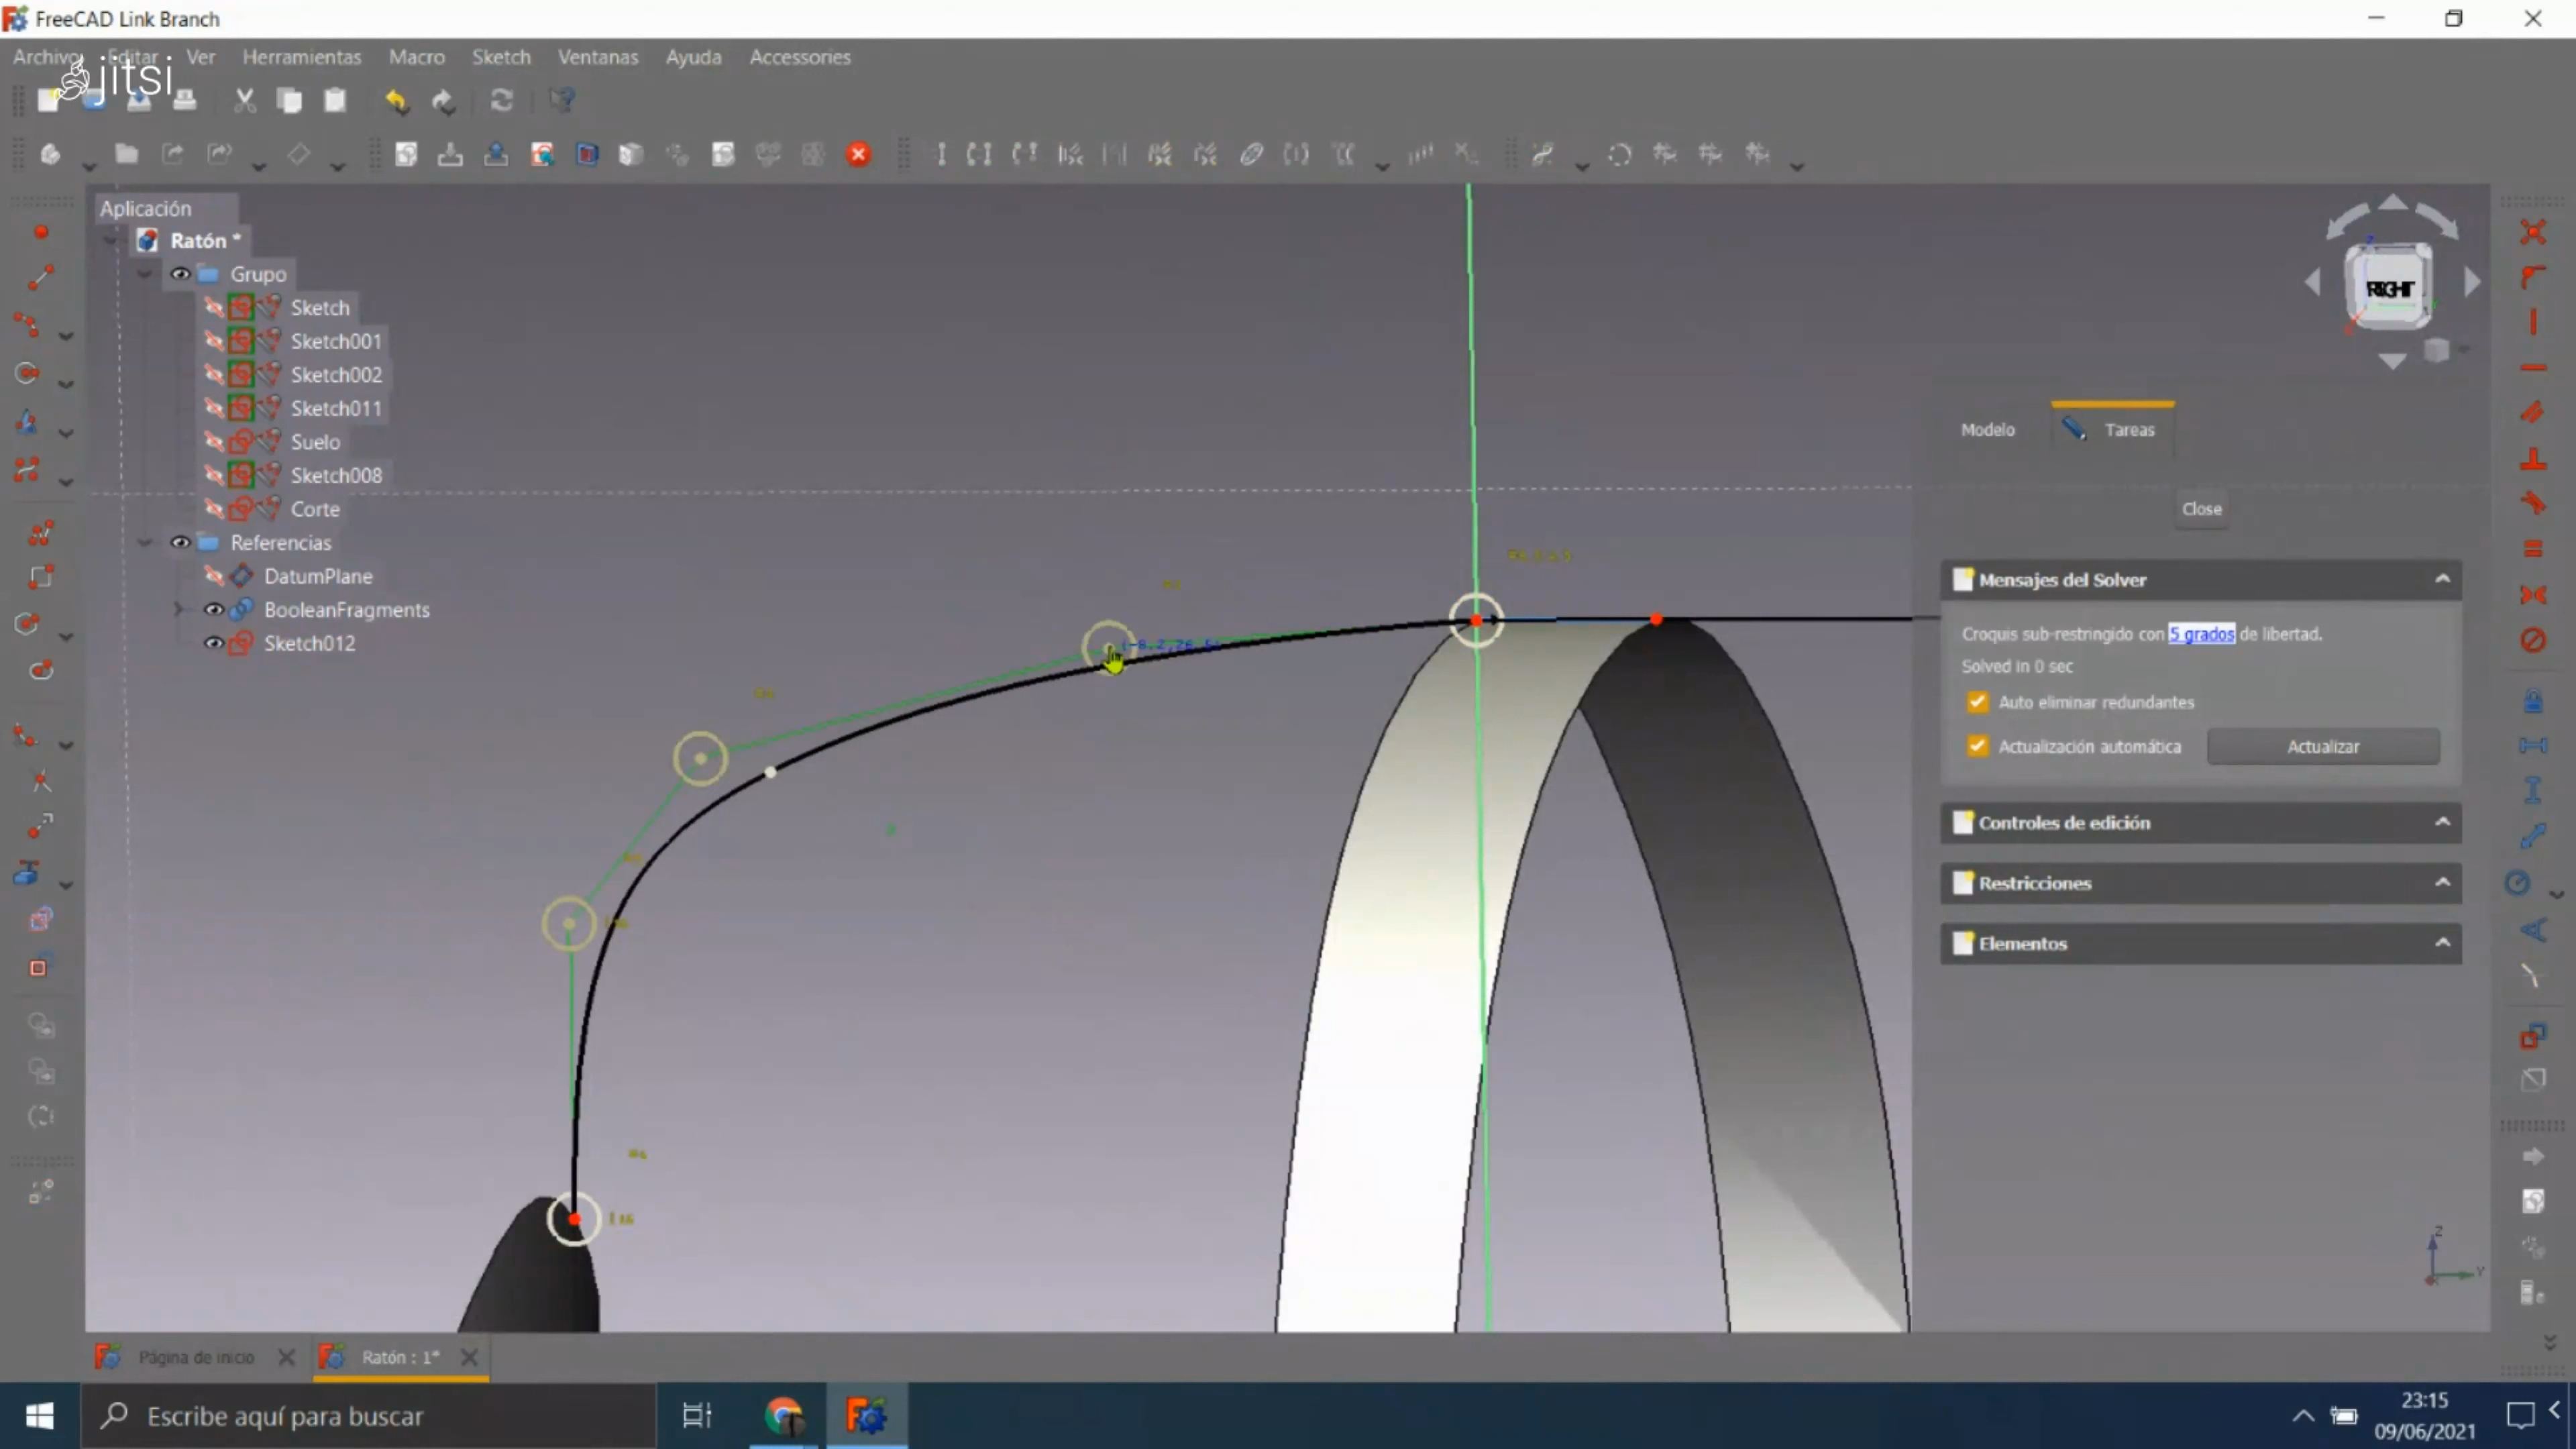 FreeCAD Link Branch
Archivo Editar Ver Herramientas Macro Sketch Ventanas Ayuda Accessories
jitsi
Aplicación
Ratón *
Grupo
Sketch
Sketch001
Sketch002
Sketch011
Suelo
Sketch008
Corte
Referencias
DatumPlane
BooleanFragments
Sketch012
RIGHT
Modelo Tareas
Close
Mensajes del Solver
Croquis sub-restringido con 5 grados de libertad.
Solved in 0 sec
Auto eliminar redundantes
Actualización automática Actualizar
Controles de edición
Restricciones
Elementos
Z
Y
Página de inicio Ratón : 1*
Escribe aquí para buscar
23:15
09/06/2021